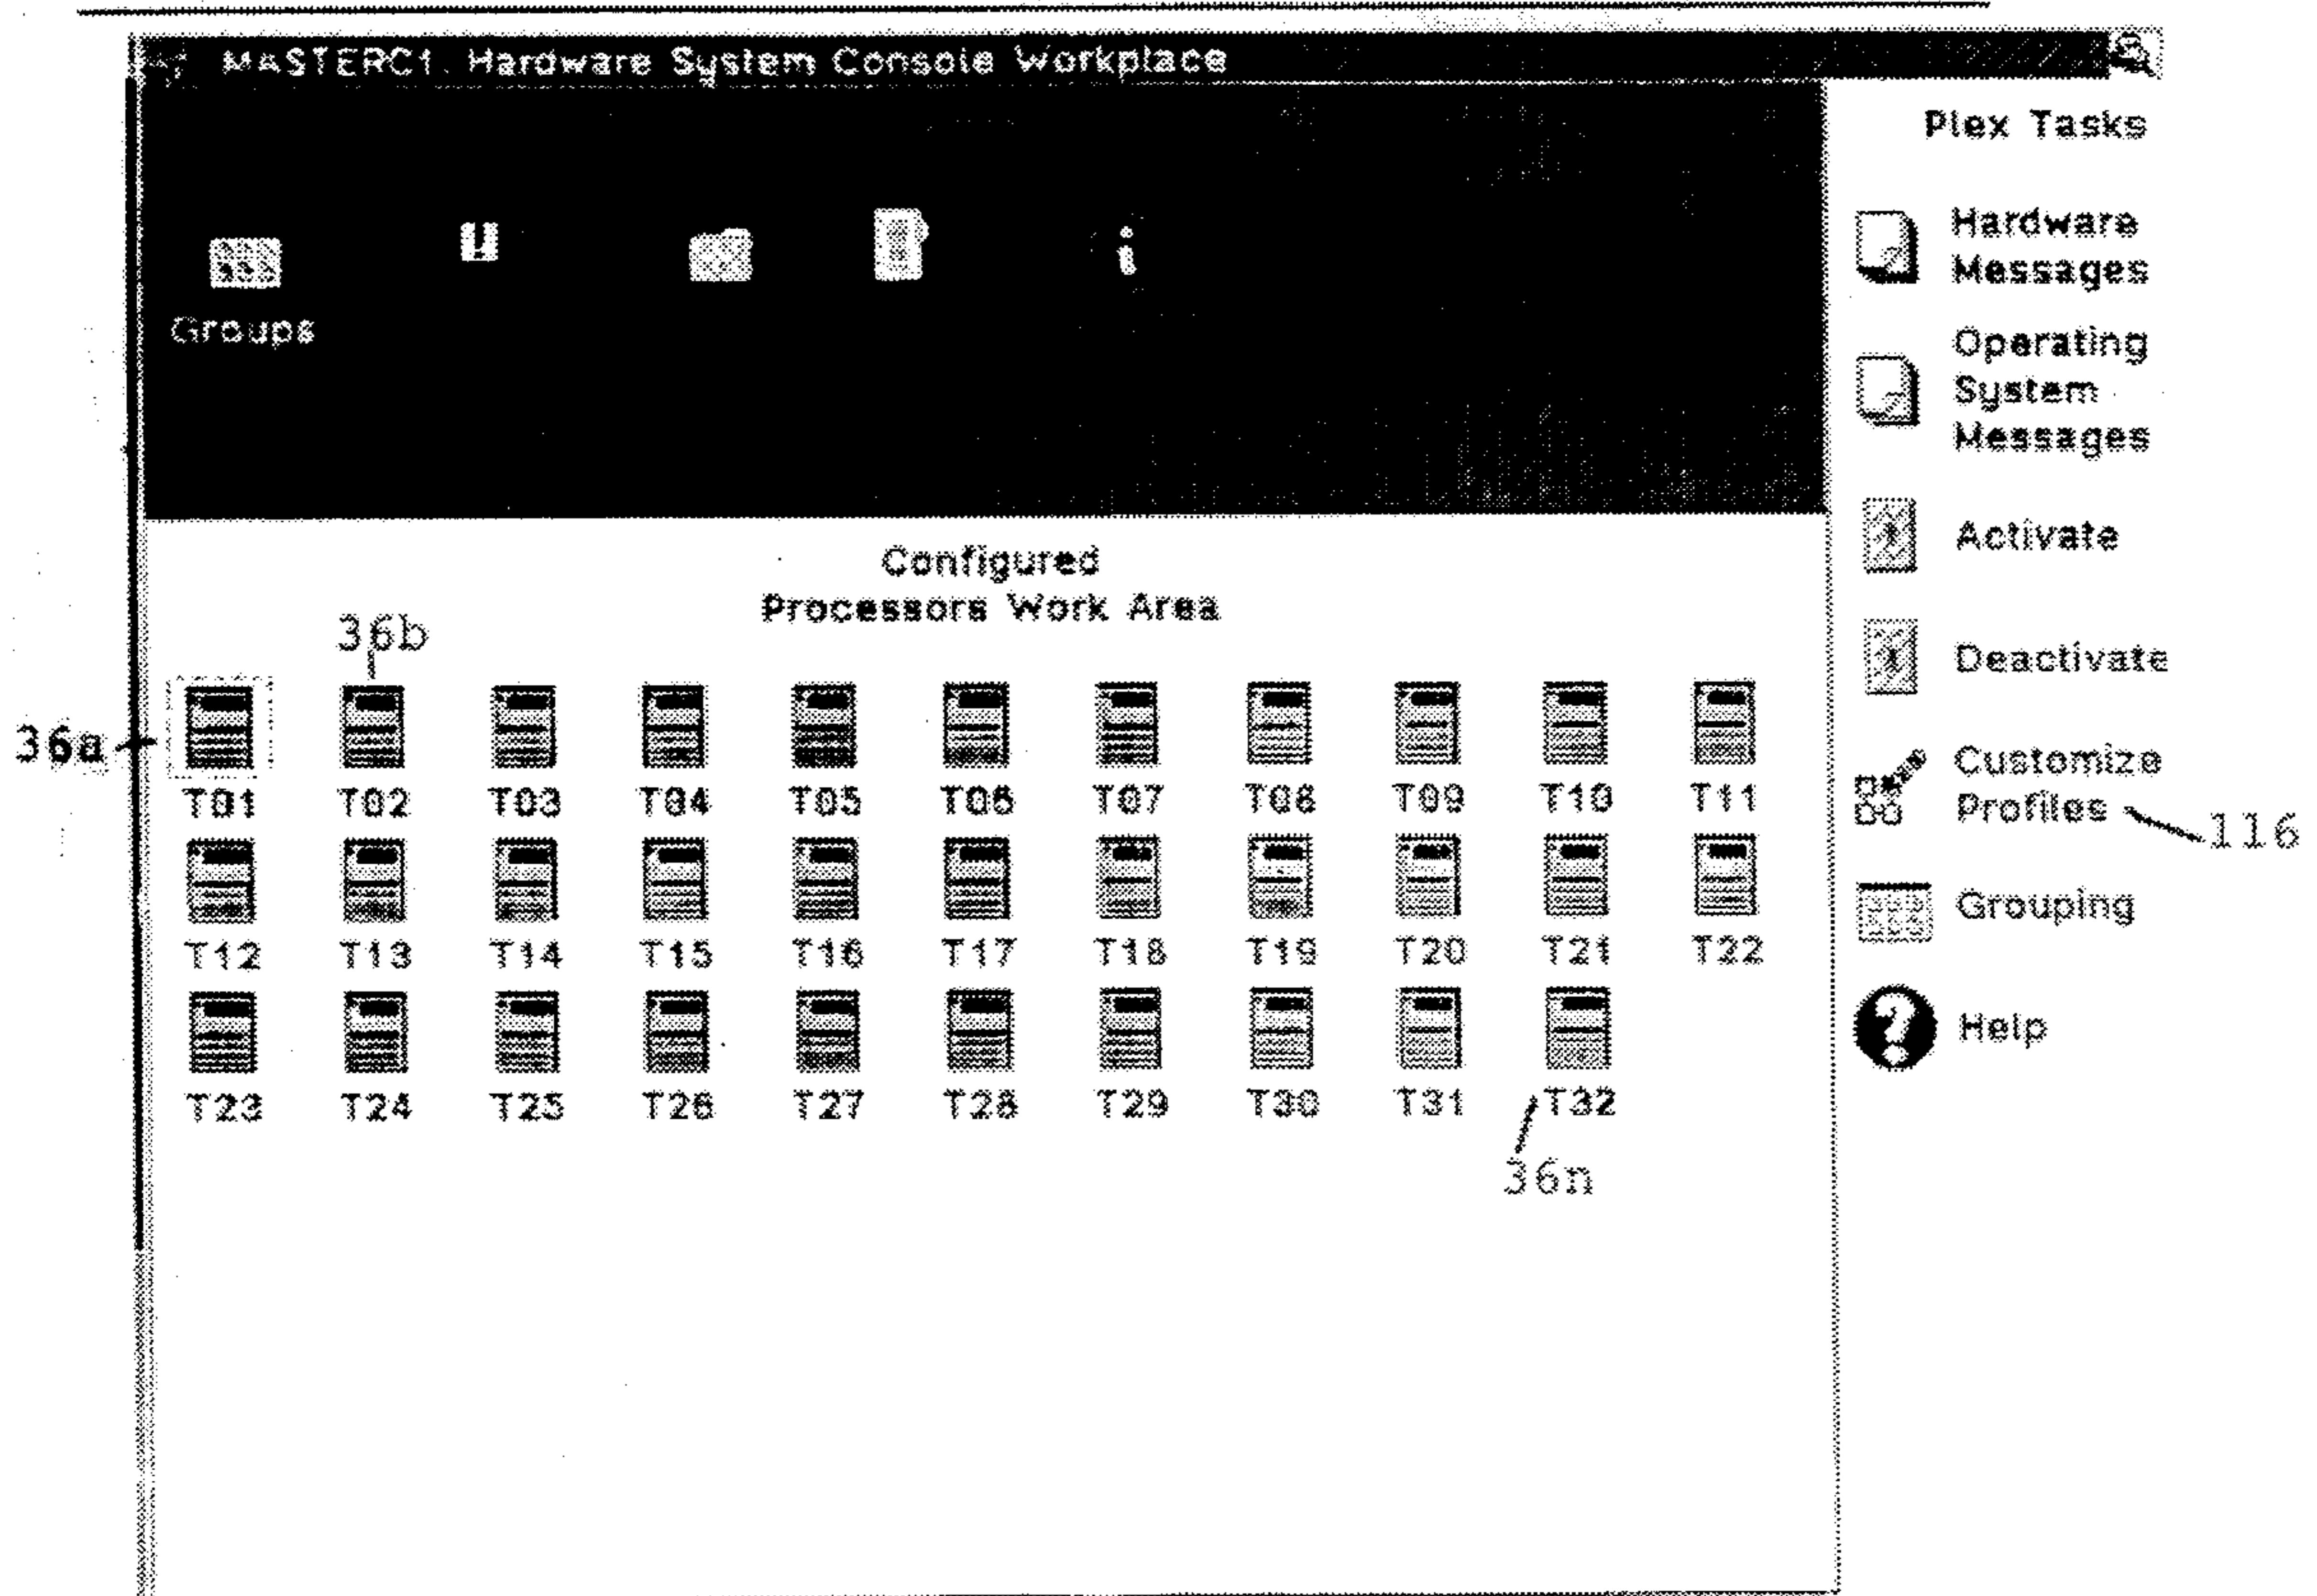 MASTERC1. Hardware System Console Workplace
Groups
i
Plex Tasks
Hardware
Messages
Operating
System
Messages
Activate
Deactivate
Customize
Profiles
116
Grouping
Help
Configured
Processors Work Area
36b
36a
T01 T02 T03 T04 T05 T06 T07 T08 T09 T10 T11
T12 T13 T14 T15 T16 T17 T18 T19 T20 T21 T22
T23 T24 T25 T26 T27 T28 T29 T30 T31 T32
36n